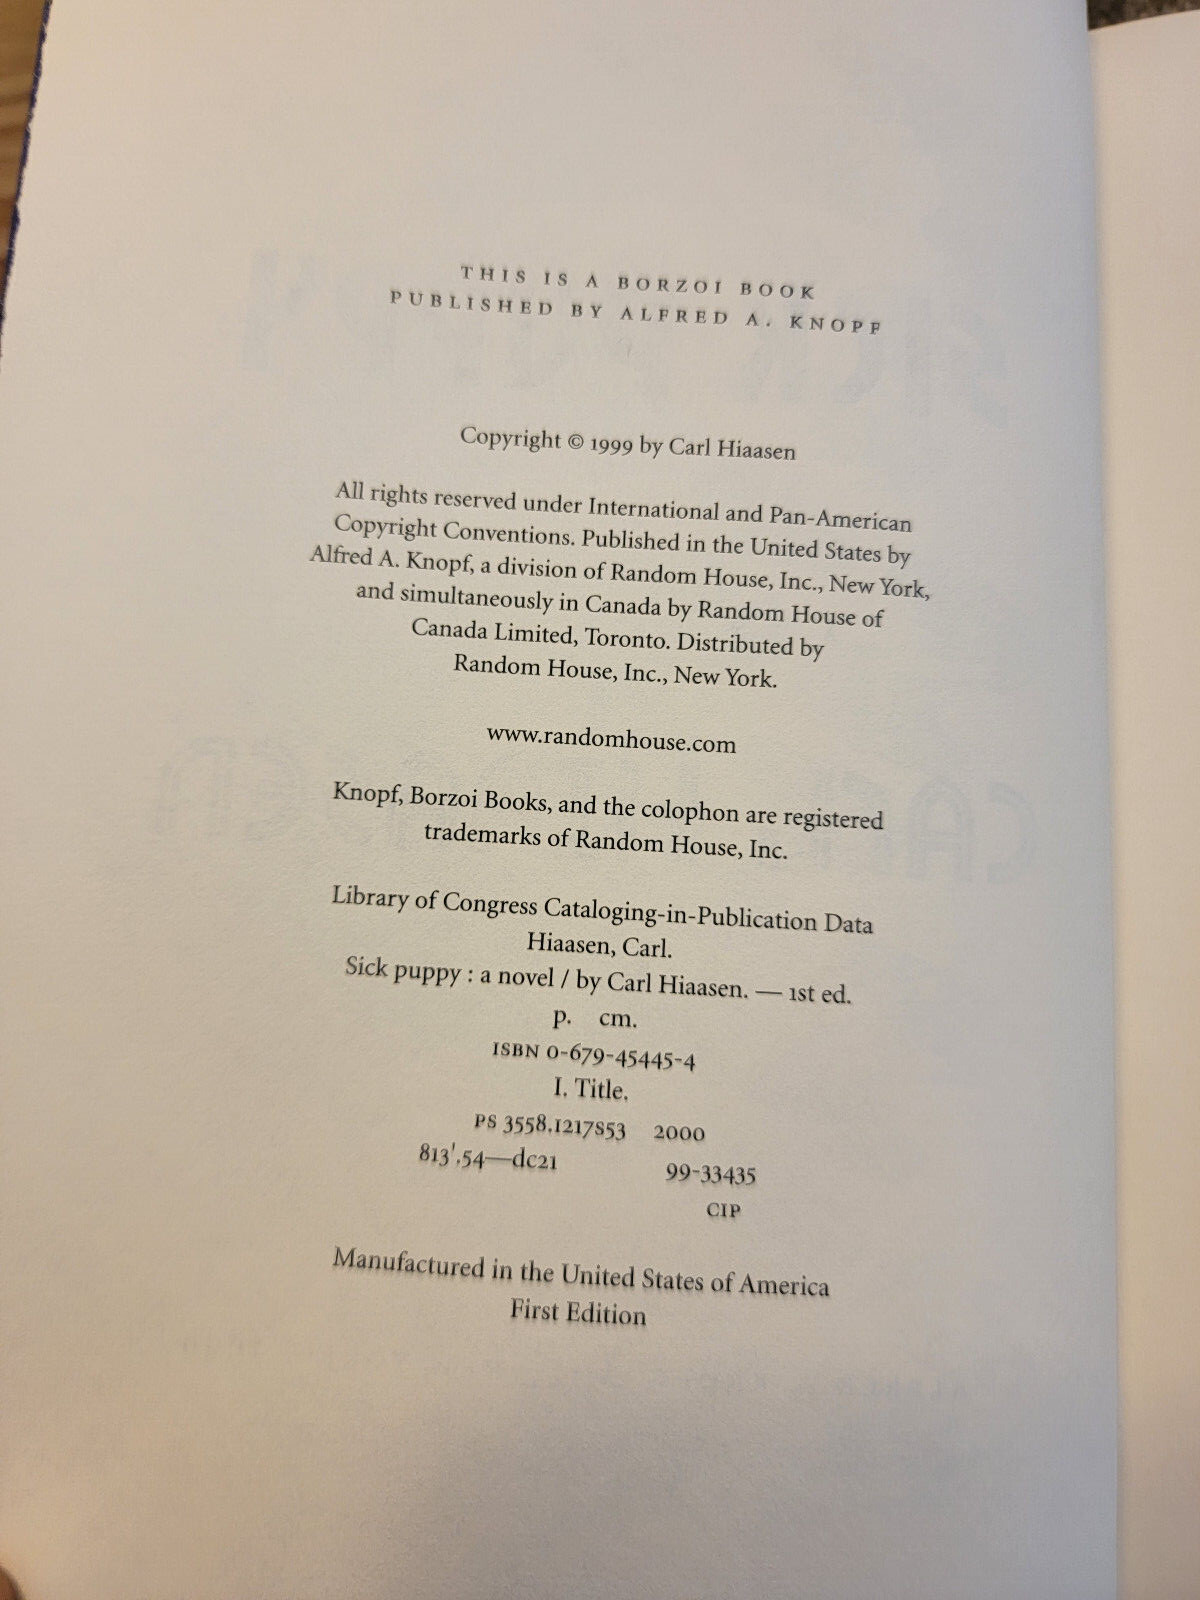 THIS IS A BORZOI BOOK
PUBLISHED BY ALFRED A. KNOPF
Copyright © 1999 by Carl Hiaasen
All rights reserved under International and Pan-American
Copyright Conventions. Published in the United States by
Alfred A. Knopf, a division of Random House, Inc., New York,
and simultaneously in Canada by Random House of
Canada Limited, Toronto. Distributed by
Random House, Inc., New York.
www.randomhouse.com
Knopf, Borzoi Books, and the colophon are registered
trademarks of Random House, Inc.
Library of Congress Cataloging-in-Publication Data
Hiaasen, Carl.
Sick puppy : a novel / by Carl Hiaasen. — 1st ed.
p. cm.
ISBN 0-679-45445-4
I. Title.
PS 3558.I217S53 2000
813'.54—dc21 99-33435
CIP
Manufactured in the United States of America
First Edition